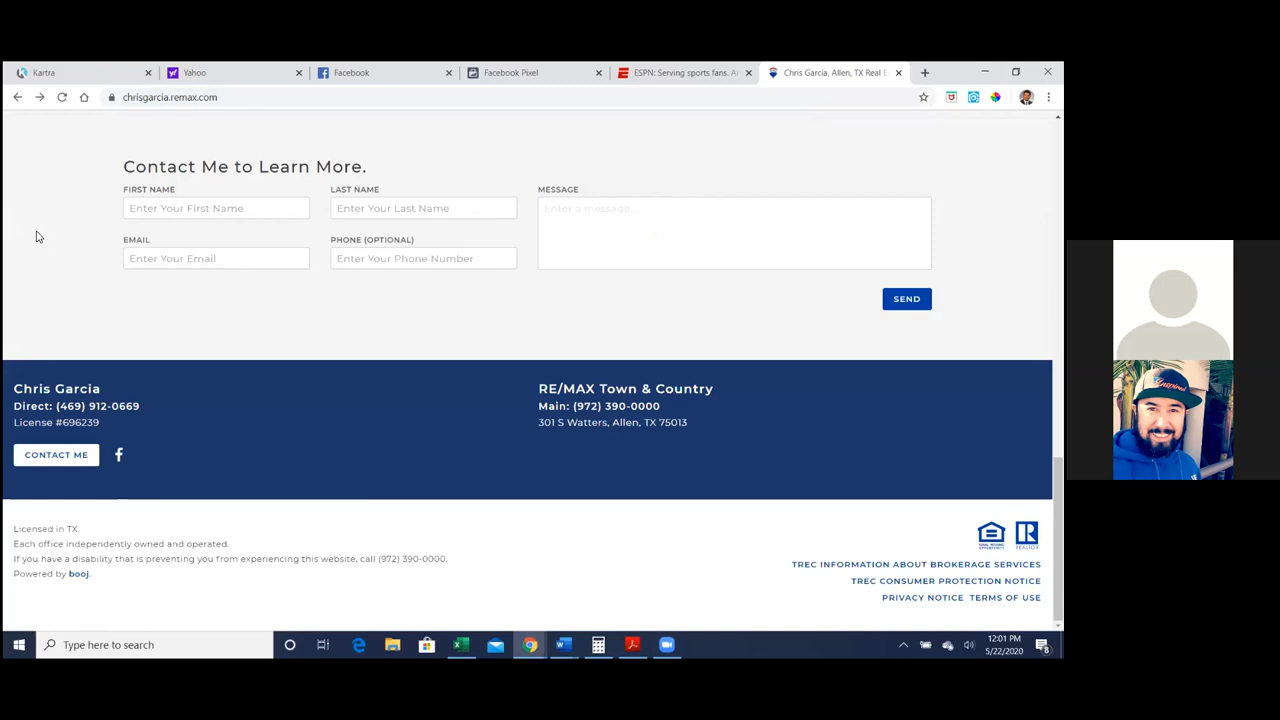 Kartra
Yahoo
Facebook
Facebook Pixel
ESPN: Serving sports fans. A
Chris Garcia, Allen, TX Real E
chrisgarcia.remax.com
Contact Me to Learn More.
FIRST NAME
LAST NAME
MESSAGE
Enter Your First Name
Enter Your Last Name
Enter a message...
EMAIL
PHONE (OPTIONAL)
Enter Your Email
Enter Your Phone Number
SEND
Chris Garcia
Direct: (469) 912-0669
License #696239
CONTACT ME
RE/MAX Town & Country
Main: (972) 390-0000
301 S Watters, Allen, TX 75013
Licensed in TX.
Each office independently owned and operated.
If you have a disability that is preventing you from experiencing this website, call (972) 390-0000.
Powered by booj.
TREC INFORMATION ABOUT BROKERAGE SERVICES
TREC CONSUMER PROTECTION NOTICE
PRIVACY NOTICE TERMS OF USE
Type here to search
12:01 PM
5/22/2020
8
Inspired